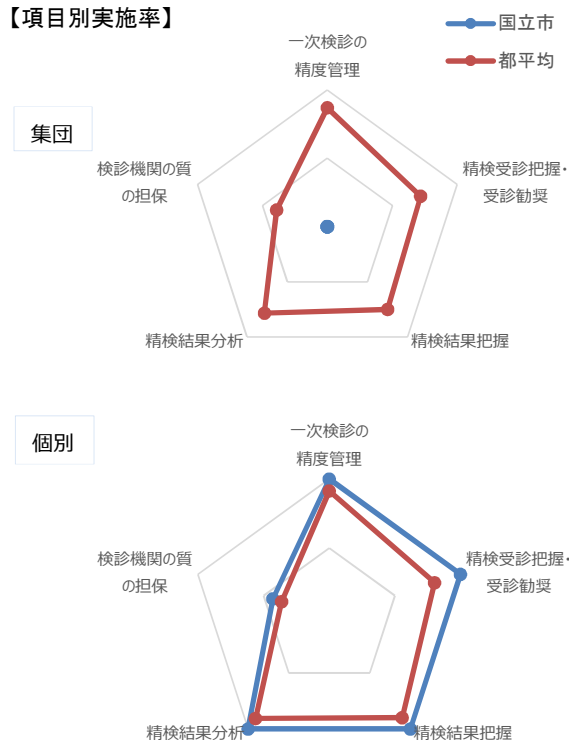 【項目別実施率】
国立市
都平均
集団
一次検診の
精度管理
精検受診把握・
受診勧奨
精検結果把握
精検結果分析
検診機関の質
の担保
個別
一次検診の
精度管理
精検受診把握・
受診勧奨
精検結果把握
精検結果分析
検診機関の質
の担保